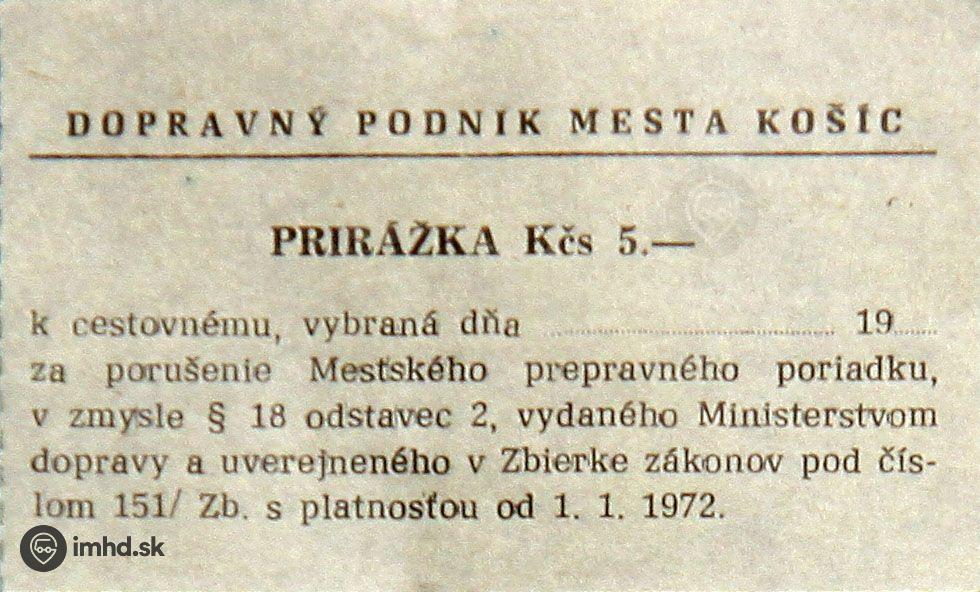 DOPRAVNÝ PODNIK MESTA KOŠÍC
PRIRÁŽKA Kčs 5.—
k cestovnému, vybraná dňa ........................ 19......
za porušenie Mesťského prepravného poriadku,
v zmysle § 18 odstavec 2, vydaného Ministerstvom
dopravy a uverejneného v Zbierke zákonov pod čís-
lom 151/ Zb. s platnosťou od 1. 1. 1972.
imhd.sk